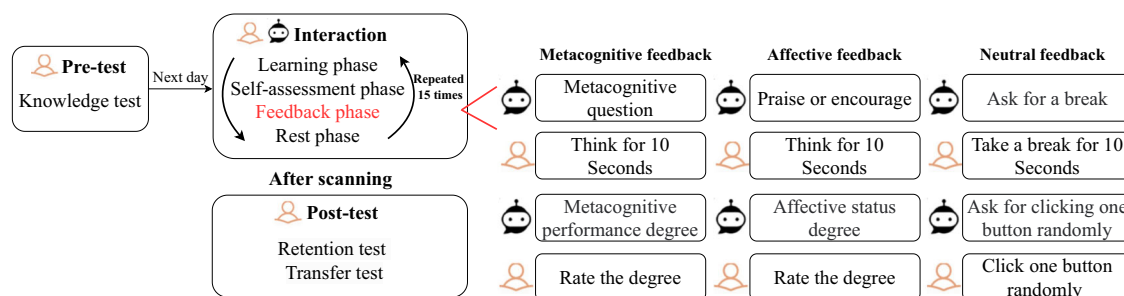 Pre-test
Knowledge test
Next day
Interaction
Learning phase
Self-assessment phase
Feedback phase
Rest phase
Repeated
15 times
After scanning
Post-test
Retention test
Transfer test
Metacognitive feedback
Metacognitive
question
Think for 10
Seconds
Metacognitive
performance degree
Rate the degree
Affective feedback
Praise or encourage
Think for 10
Seconds
Affective status
degree
Rate the degree
Neutral feedback
Ask for a break
Take a break for 10
Seconds
Ask for clicking one
button randomly
Click one button
randomly